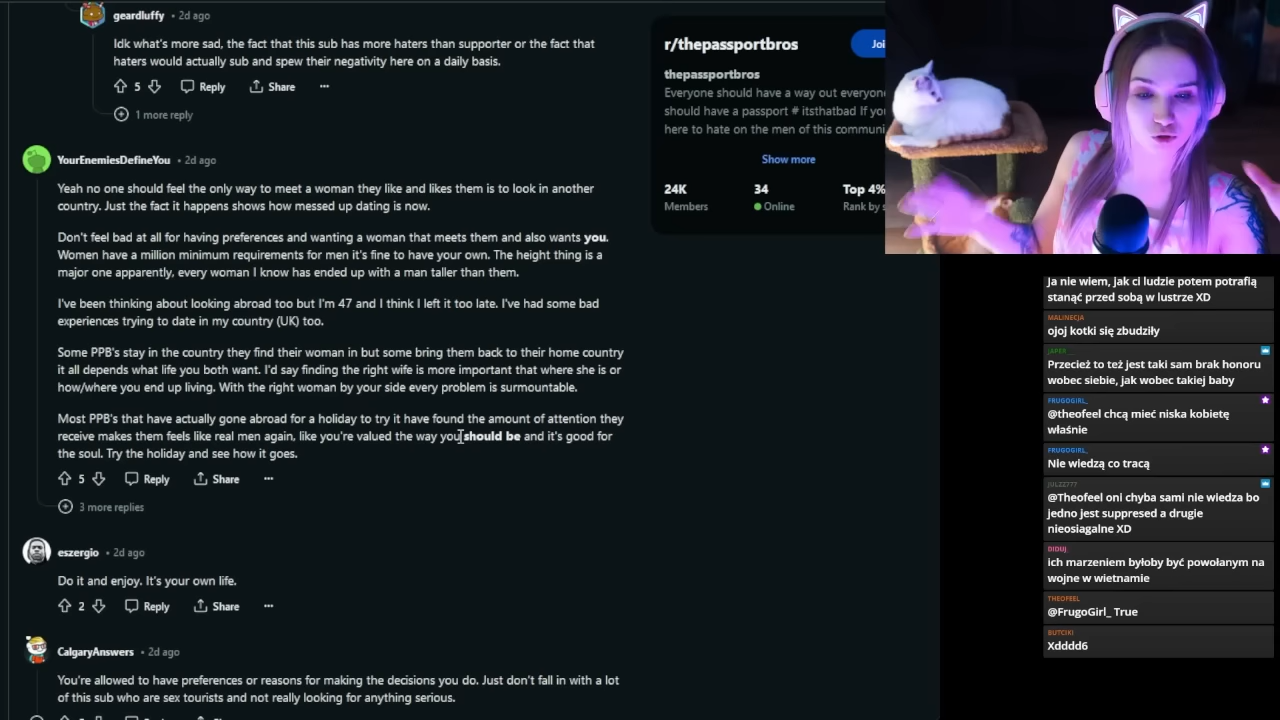 geardluffy • 2d ago
Idk what's more sad, the fact that this sub has more haters than supporter or the fact that
haters would actually sub and spew their negativity here on a daily basis.
5 Reply Share ...
1 more reply
YourEnemiesDefineYou • 2d ago
Yeah no one should feel the only way to meet a woman they like and likes them is to look in another
country. Just the fact it happens shows how messed up dating is now.
Don't feel bad at all for having preferences and wanting a woman that meets them and also wants you.
Women have a million minimum requirements for men it's fine to have your own. The height thing is a
major one apparently, every woman I know has ended up with a man taller than them.
I've been thinking about looking abroad too but I'm 47 and I think I left it too late. I've had some bad
experiences trying to date in my country (UK) too.
Some PPB's stay in the country they find their woman in but some bring them back to their home country
it all depends what life you both want. I'd say finding the right wife is more important that where she is or
how/where you end up living. With the right woman by your side every problem is surmountable.
Most PPB's that have actually gone abroad for a holiday to try it have found the amount of attention they
receive makes them feels like real men again, like you're valued the way you should be and it's good for
the soul. Try the holiday and see how it goes.
5 Reply Share ...
3 more replies
eszergio • 2d ago
Do it and enjoy. It's your own life.
2 Reply Share ...
CalgaryAnswers • 2d ago
You're allowed to have preferences or reasons for making the decisions you do. Just don't fall in with a lot
of this sub who are sex tourists and not really looking for anything serious.
r/thepassportbros
Joi
thepassportbros
Everyone should have a way out everyone
should have a passport # itsthatbad If you
here to hate on the men of this communi
Show more
24K 34 Top 4%
Members Online Rank by s
Ja nie wiem, jak ci ludzie potem potrafią
stanąć przed sobą w lustrze XD
MALINECJA
ojoj kotki się zbudziły
Przecież to też jest taki sam brak honoru
wobec siebie, jak wobec takiej baby
FRUGOGIRL_
@theofeel chcą mieć niska kobietę
właśnie
FRUGOGIRL_
Nie wiedzą co tracą
JULZZ777
@Theofeel oni chyba sami nie wiedza bo
jedno jest suppresed a drugie
nieosiagalne XD
DIDUJ
ich marzeniem byłoby być powołanym na
wojne w wietnamie
THEOFEEL
@FrugoGirl_ True
BUTCIKI
Xdddd6